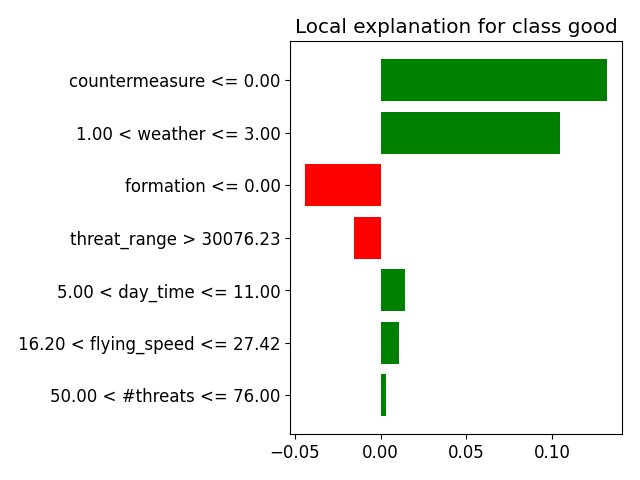 Local explanation for class good
countermeasure <= 0.00
1.00 < weather <= 3.00
formation <= 0.00
threat_range > 30076.23
5.00 < day_time <= 11.00
16.20 < flying_speed <= 27.42
50.00 < #threats <= 76.00
−0.05 0.00 0.05 0.10